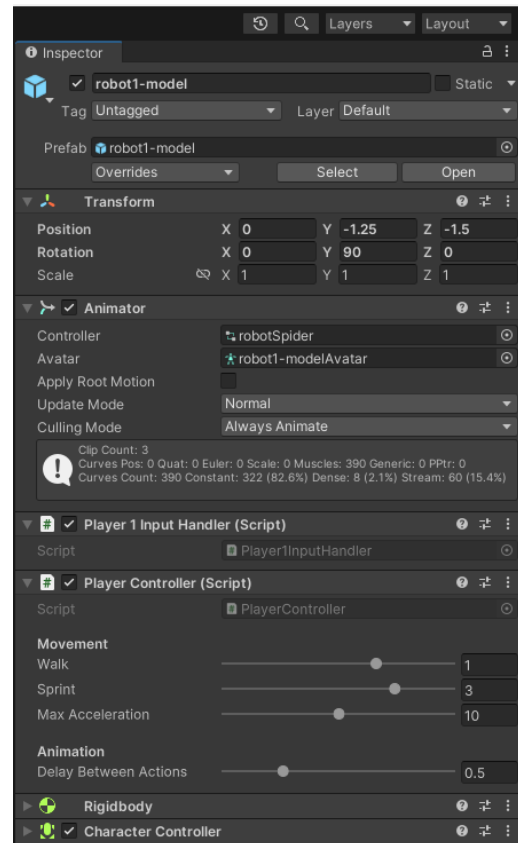 Layers Layout
Inspector
robot1-model Static
Tag Untagged Layer Default
Prefab robot1-model
Overrides Select Open
Transform
Position X 0 Y -1.25 Z -1.5
Rotation X 0 Y 90 Z 0
Scale X 1 Y 1 Z 1
Animator
Controller robotSpider
Avatar robot1-modelAvatar
Apply Root Motion
Update Mode Normal
Culling Mode Always Animate
Clip Count: 3
Curves Pos: 0 Quat: 0 Euler: 0 Scale: 0 Muscles: 390 Generic: 0 PPtr: 0
Curves Count: 390 Constant: 322 (82.6%) Dense: 8 (2.1%) Stream: 60 (15.4%)
# Player 1 Input Handler (Script)
Script Player1InputHandler
# Player Controller (Script)
Script PlayerController
Movement
Walk 1
Sprint 3
Max Acceleration 10
Animation
Delay Between Actions 0.5
Rigidbody
Character Controller